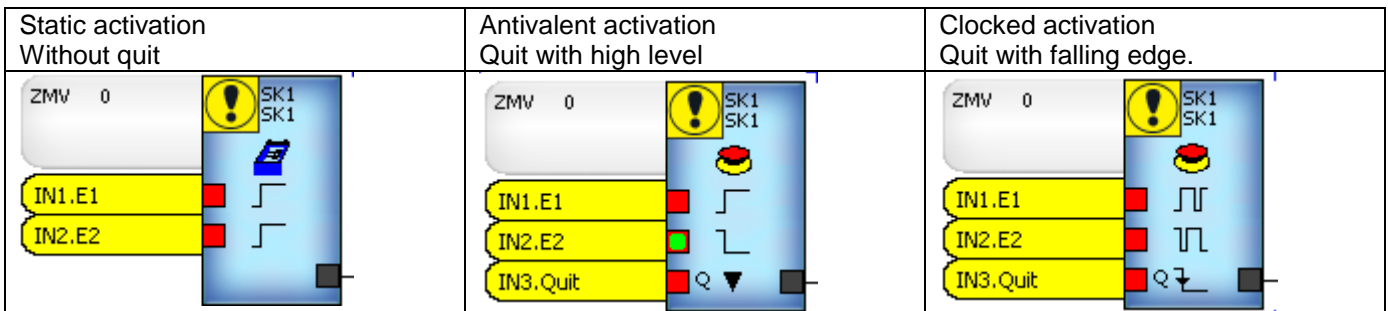 Static activation
Without quit
Antivalent activation
Quit with high level
Clocked activation
Quit with falling edge.
ZMV 0
SK1
SK1
IN1.E1
IN2.E2
ZMV 0
SK1
SK1
IN1.E1
IN2.E2
IN3.Quit
Q
ZMV 0
SK1
SK1
IN1.E1
IN2.E2
IN3.Quit
Q